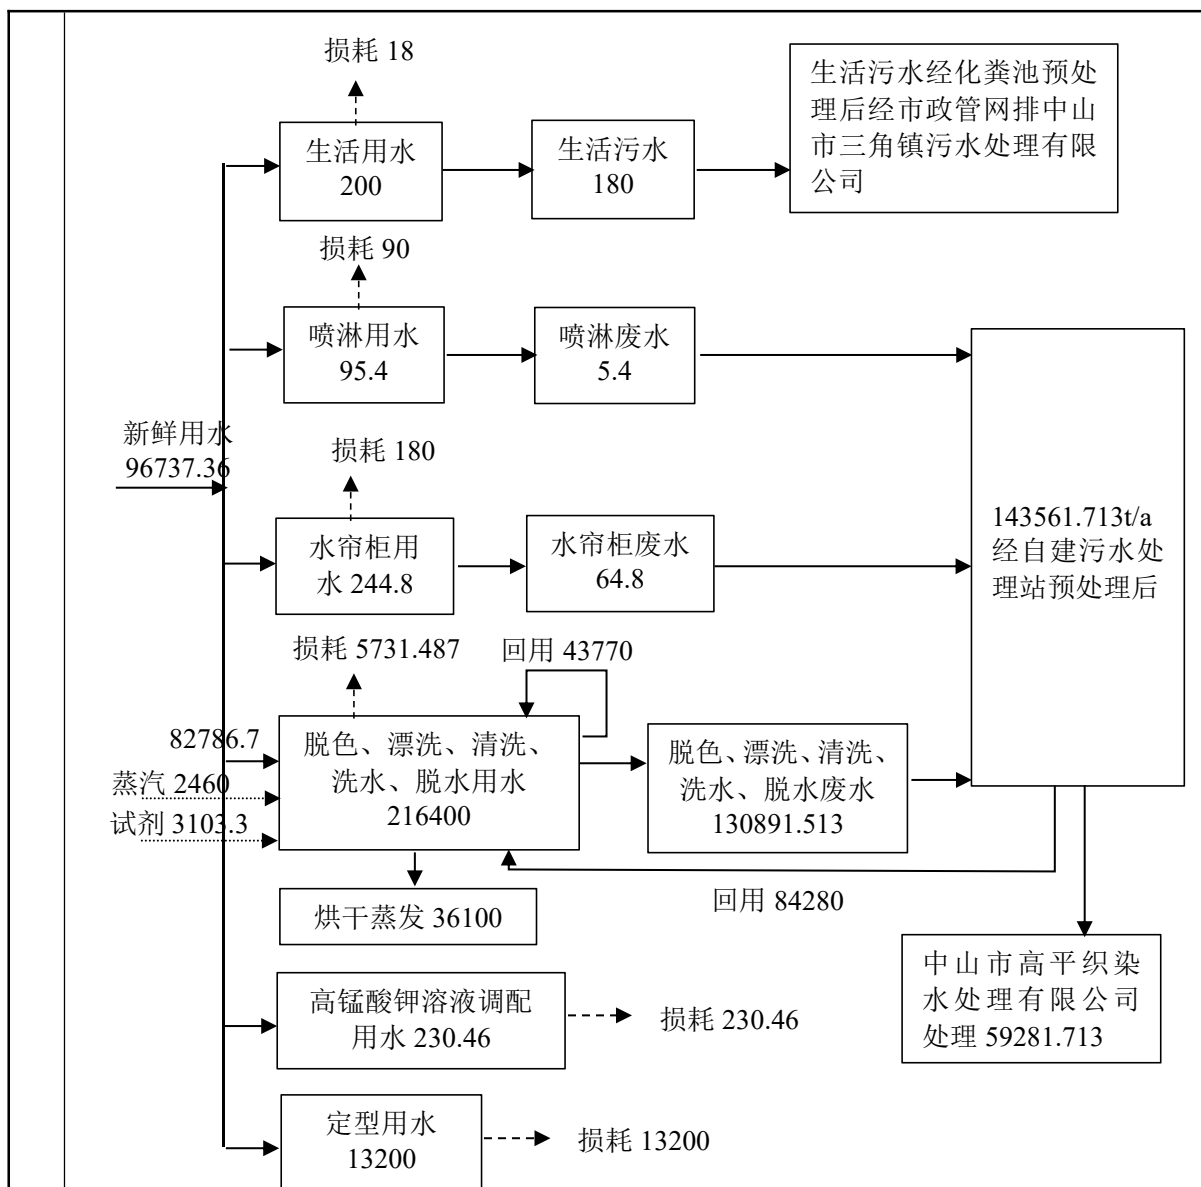 损耗 18
生活用水
200
生活污水
180
生活污水经化粪池预处
理后经市政管网排中山
市三角镇污水处理有限
公司
损耗 90
喷淋用水
95.4
喷淋废水
5.4
新鲜用水
96737.36
损耗 180
水帘柜用
水 244.8
水帘柜废水
64.8
143561.713t/a
经自建污水处
理站预处理后
损耗 5731.487
回用 43770
82786.7
蒸汽 2460
试剂 3103.3
脱色、漂洗、清洗、
洗水、脱水用水
216400
脱色、漂洗、清洗、
洗水、脱水废水
130891.513
回用 84280
烘干蒸发 36100
中山市高平织染
水处理有限公司
处理 59281.713
高锰酸钾溶液调配
用水 230.46
损耗 230.46
定型用水
13200
损耗 13200